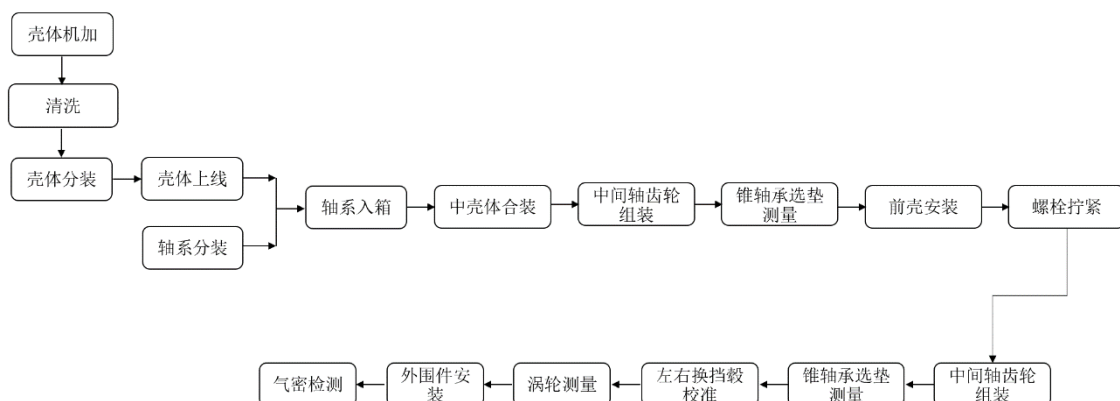 壳体机加
清洗
壳体分装
壳体上线
轴系分装
轴系入箱
中壳体合装
中间轴齿轮
组装
锥轴承选垫
测量
前壳安装
螺栓拧紧
中间轴齿轮
组装
锥轴承选垫
测量
左右换挡毂
校准
涡轮测量
外围件安
装
气密检测